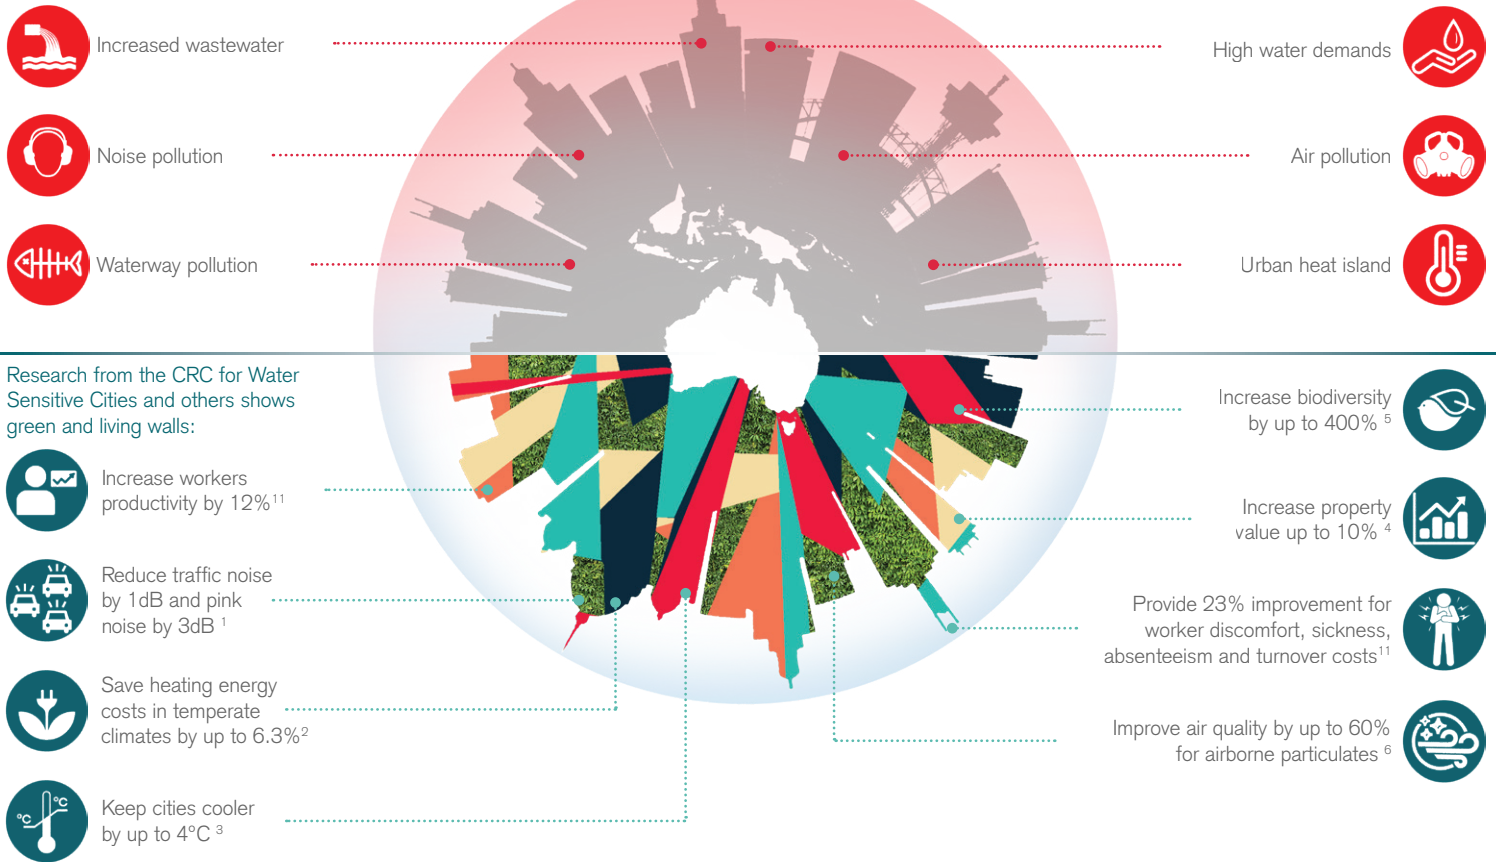 Increased wastewater
Noise pollution
Waterway pollution
High water demands
Air pollution
Urban heat island
Research from the CRC for Water
Sensitive Cities and others shows
green and living walls:
Increase workers
productivity by 12%¹¹
Reduce traffic noise
by 1dB and pink
noise by 3dB ¹
Save heating energy
costs in temperate
climates by up to 6.3%²
°C
°C
Keep cities cooler
by up to 4°C ³
Increase biodiversity
by up to 400% ⁵
Increase property
value up to 10% ⁴
Provide 23% improvement for
worker discomfort, sickness,
absenteeism and turnover costs¹¹
Improve air quality by up to 60%
for airborne particulates ⁶